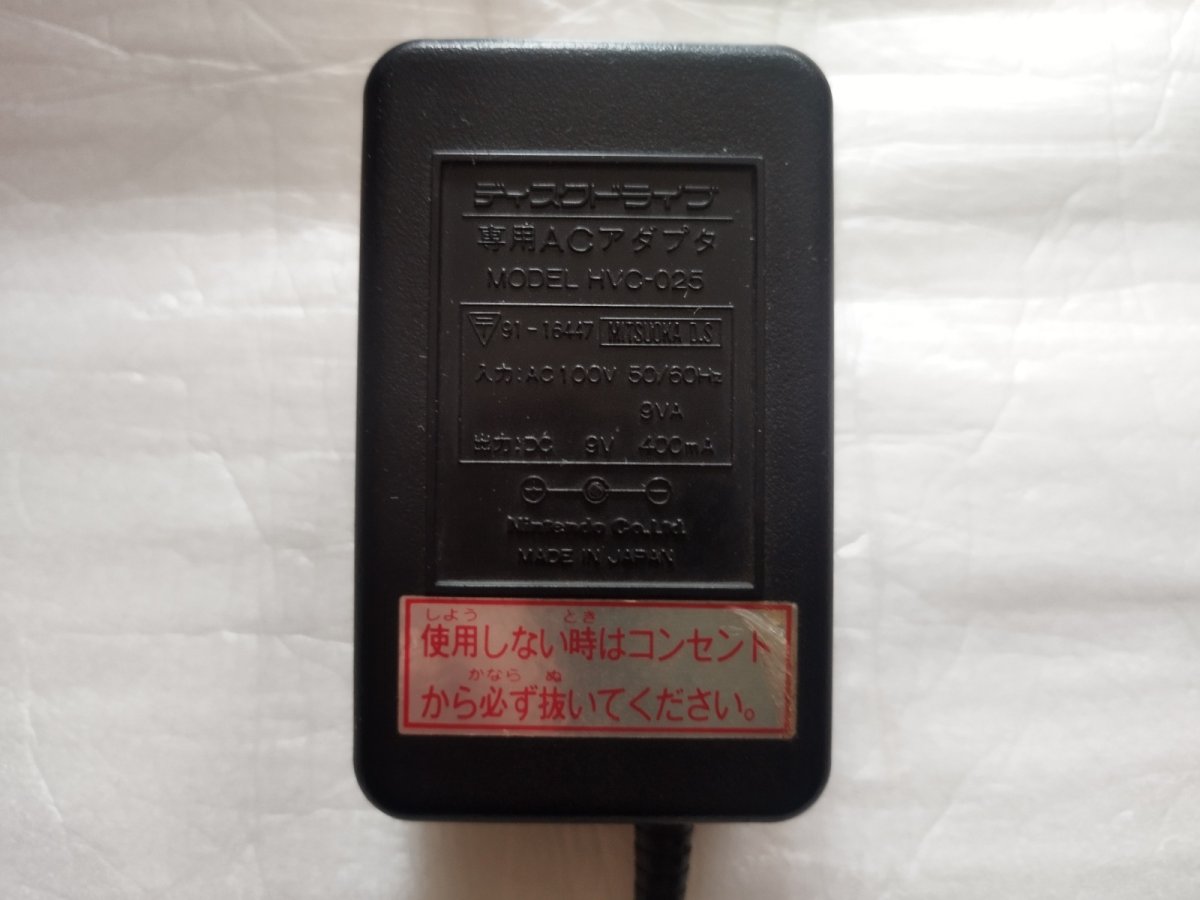 ディスクドライブ
専用ACアダプタ
MODEL HVC-025
〒 91-16447 MITSUOKA D.S
入力:AC100V 50/60Hz
9VA
出力:DC 9V 400mA
Nintendo Co.,Ltd.
MADE IN JAPAN
しよう とき
使用しない時はコンセント
かなら ぬ
から必ず抜いてください。